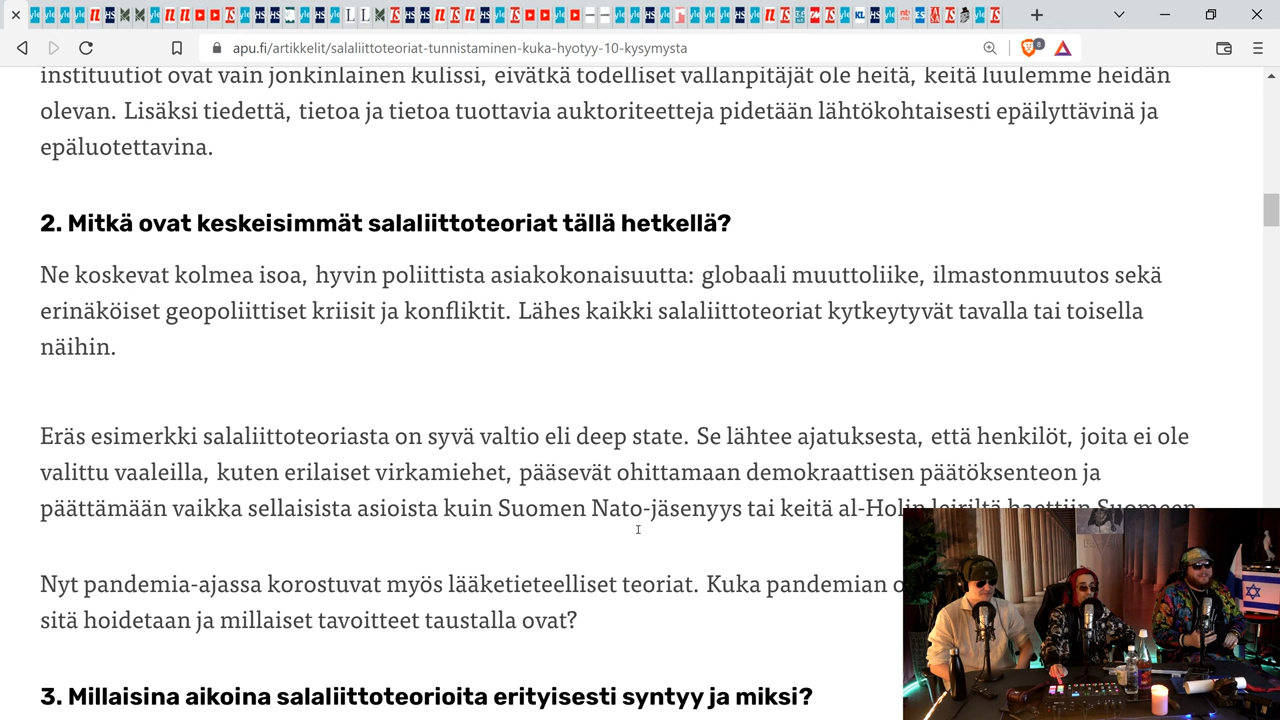 apu.fi/artikkelit/salaliittoteoriat-tunnistaminen-kuka-hyotyy-10-kysymysta
8
instituutiot ovat vain jonkinlainen kulissi, eivätkä todelliset vallanpitäjät ole heitä, keitä luulemme heidän
olevan. Lisäksi tiedettä, tietoa ja tietoa tuottavia auktoriteetteja pidetään lähtökohtaisesti epäilyttävinä ja
epäluotettavina.
2. Mitkä ovat keskeisimmät salaliittoteoriat tällä hetkellä?
Ne koskevat kolmea isoa, hyvin poliittista asiakokonaisuutta: globaali muuttoliike, ilmastonmuutos sekä
erinäköiset geopoliittiset kriisit ja konfliktit. Lähes kaikki salaliittoteoriat kytkeytyvät tavalla tai toisella
näihin.
Eräs esimerkki salaliittoteoriasta on syvä valtio eli deep state. Se lähtee ajatuksesta, että henkilöt, joita ei ole
valittu vaaleilla, kuten erilaiset virkamiehet, pääsevät ohittamaan demokraattisen päätöksenteon ja
päättämään vaikka sellaisista asioista kuin Suomen Nato-jäsenyys tai keitä al-Holin leiriltä haettiin Suomeen
Nyt pandemia-ajassa korostuvat myös lääketieteelliset teoriat. Kuka pandemian
sitä hoidetaan ja millaiset tavoitteet taustalla ovat?
3. Millaisina aikoina salaliittoteorioita erityisesti syntyy ja miksi?